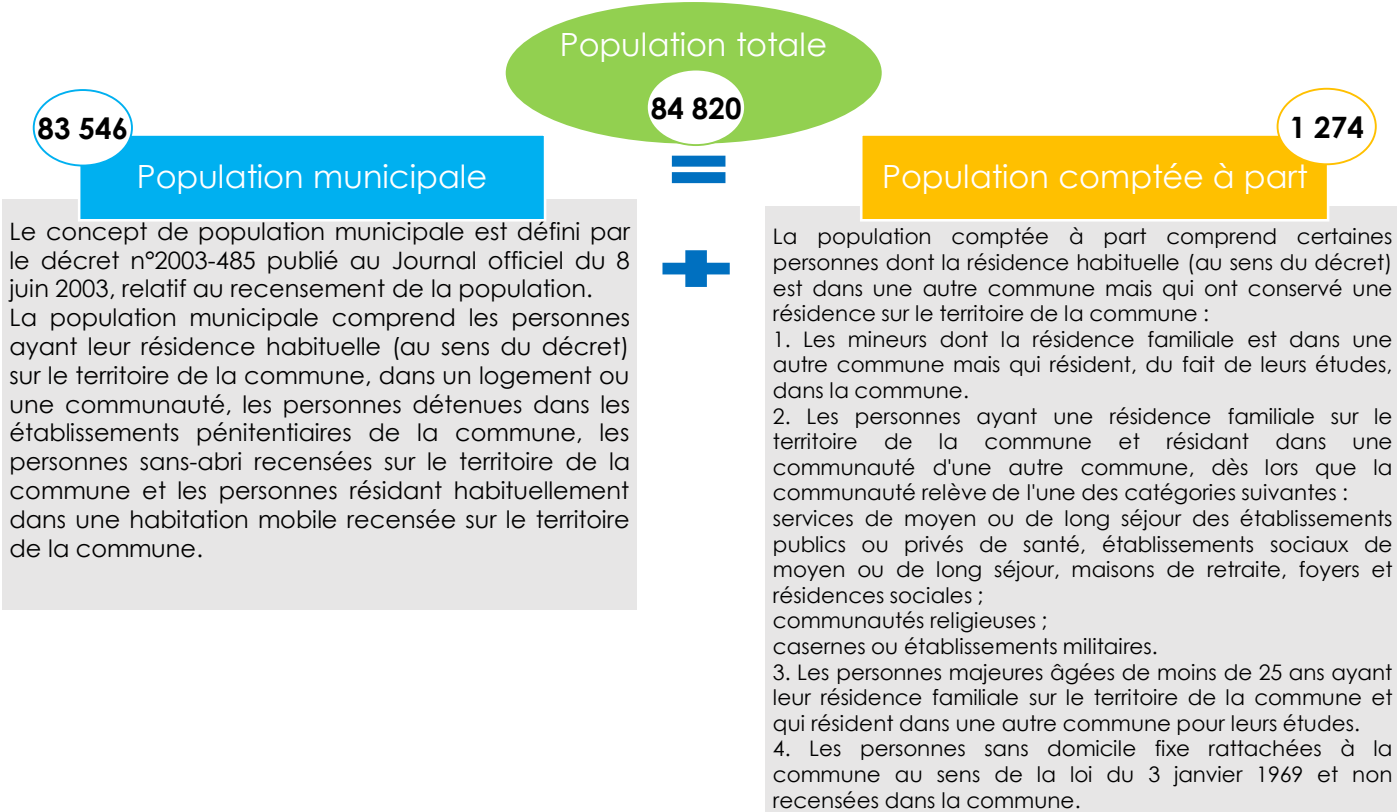 Population totale
84 820
83 546
Population municipale
Le concept de population municipale est défini par
le décret n°2003-485 publié au Journal officiel du 8
juin 2003, relatif au recensement de la population.
La population municipale comprend les personnes
ayant leur résidence habituelle (au sens du décret)
sur le territoire de la commune, dans un logement ou
une communauté, les personnes détenues dans les
établissements pénitentiaires de la commune, les
personnes sans-abri recensées sur le territoire de la
commune et les personnes résidant habituellement
dans une habitation mobile recensée sur le territoire
de la commune.
=
+
1 274
Population comptée à part
La population comptée à part comprend certaines
personnes dont la résidence habituelle (au sens du décret)
est dans une autre commune mais qui ont conservé une
résidence sur le territoire de la commune :
1. Les mineurs dont la résidence familiale est dans une
autre commune mais qui résident, du fait de leurs études,
dans la commune.
2. Les personnes ayant une résidence familiale sur le
territoire de la commune et résidant dans une
communauté d'une autre commune, dès lors que la
communauté relève de l'une des catégories suivantes :
services de moyen ou de long séjour des établissements
publics ou privés de santé, établissements sociaux de
moyen ou de long séjour, maisons de retraite, foyers et
résidences sociales ;
communautés religieuses ;
casernes ou établissements militaires.
3. Les personnes majeures âgées de moins de 25 ans ayant
leur résidence familiale sur le territoire de la commune et
qui résident dans une autre commune pour leurs études.
4. Les personnes sans domicile fixe rattachées à la
commune au sens de la loi du 3 janvier 1969 et non
recensées dans la commune.